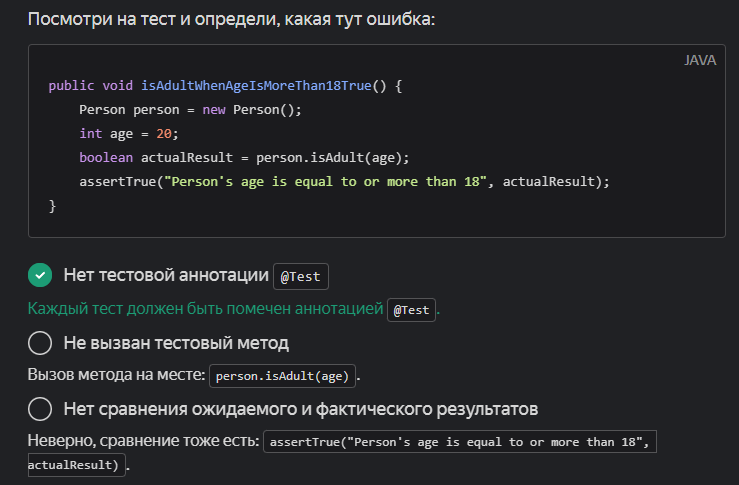 Посмотри на тест и определи, какая тут ошибка:
JAVA
public void isAdultWhenAgeIsMoreThan18True() {
    Person person = new Person();
    int age = 20;
    boolean actualResult = person.isAdult(age);
    assertTrue("Person's age is equal to or more than 18", actualResult);
}
Нет тестовой аннотации @Test
Каждый тест должен быть помечен аннотацией @Test.
Не вызван тестовый метод
Вызов метода на месте: person.isAdult(age).
Нет сравнения ожидаемого и фактического результатов
Неверно, сравнение тоже есть: assertTrue("Person's age is equal to or more than 18",
actualResult).